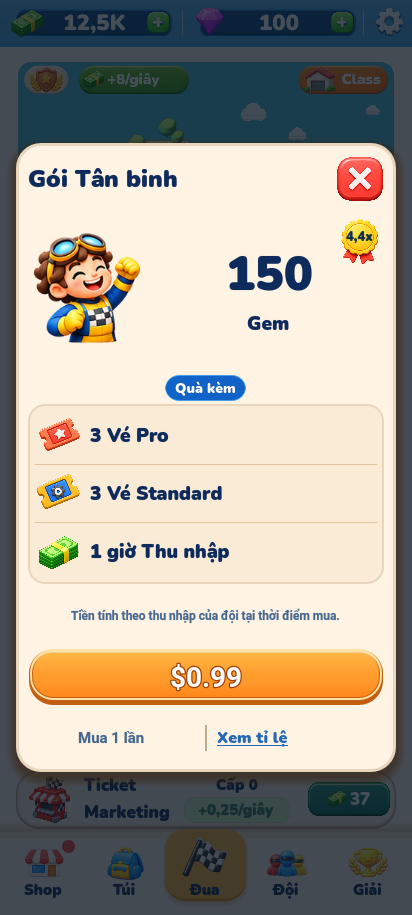 12,5K
100
+8/giây
Class
Gói Tân binh
4,4x
150
Gem
Quà kèm
3 Vé Pro
3 Vé Standard
1 giờ Thu nhập
Tiền tính theo thu nhập của đội tại thời điểm mua.
$0.99
Mua 1 lần
Xem tỉ lệ
Ticket
Marketing
Cấp 0
+0,25/giây
37
Shop
Túi
Đua
Đội
Giải